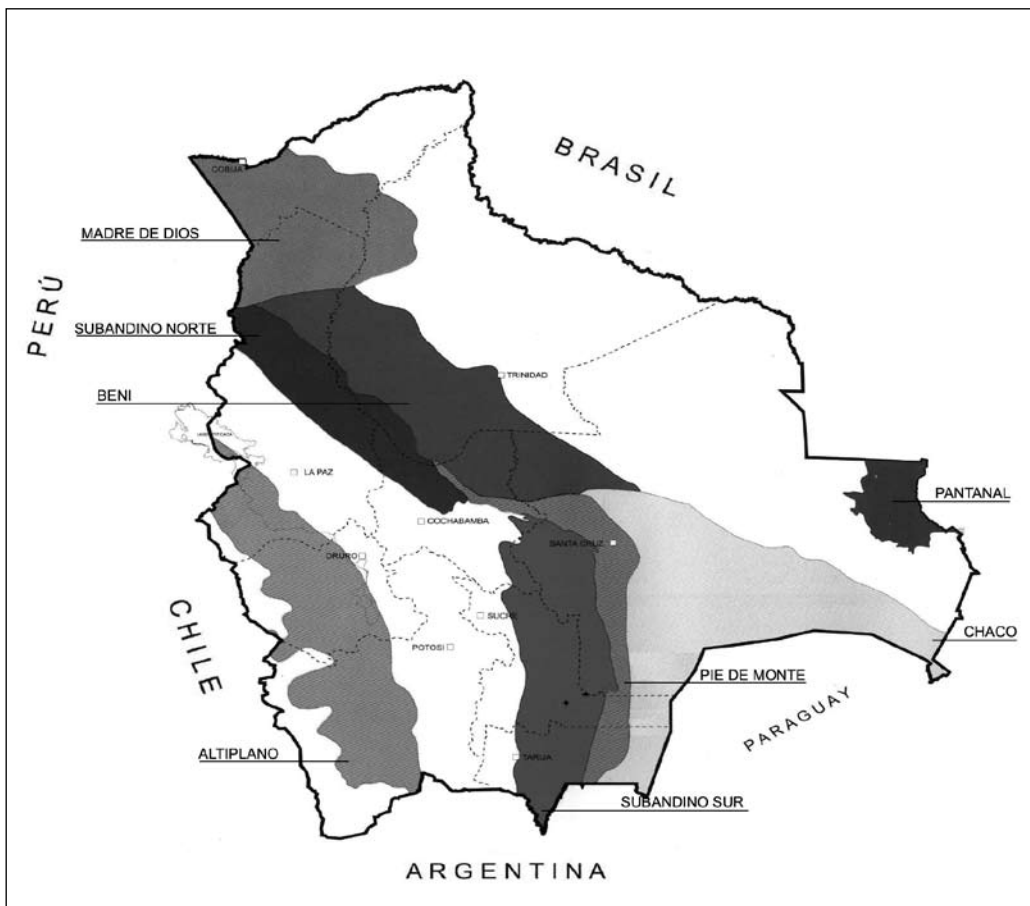 BRASIL
COBIJA
MADRE DE DIOS
PERÚ
SUBANDINO NORTE
TRINIDAD
BENI
LA PAZ
PANTANAL
COCHABAMBA
SANTA CRUZ
ORURO
CHILE
SUCRE
CHACO
POTOSI
PIE DE MONTE
PARAGUAY
ALTIPLANO
TARIJA
SUBANDINO SUR
ARGENTINA